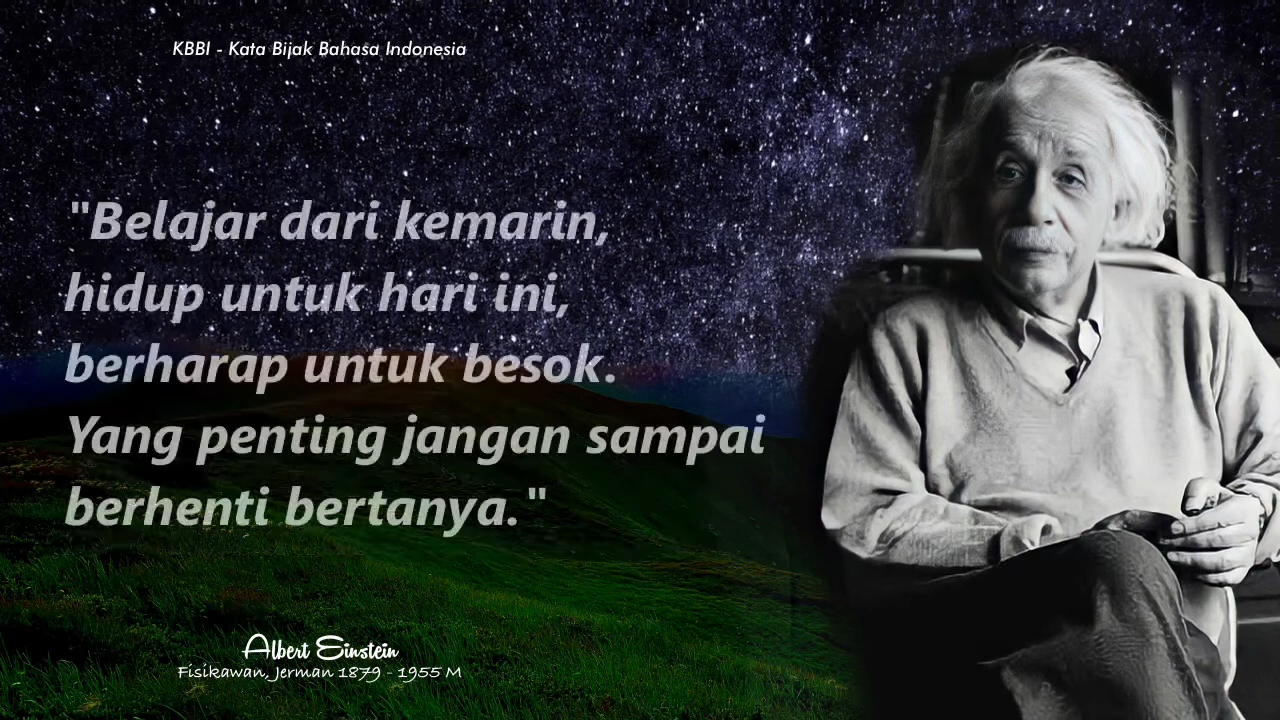 KBBI - Kata Bijak Bahasa Indonesia
"Belajar dari kemarin,
hidup untuk hari ini,
berharap untuk besok.
Yang penting jangan sampai
berhenti bertanya."
Albert Einstein
Fisikawan, Jerman 1879 - 1955 M